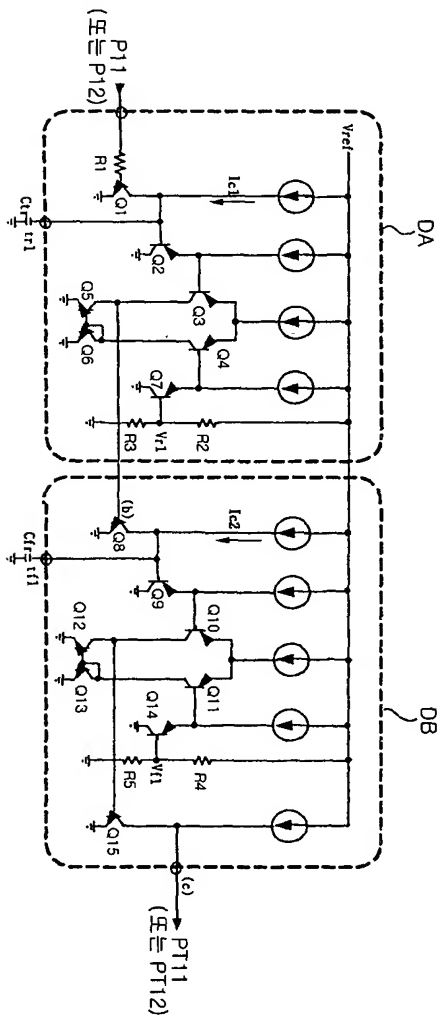 DA
DB
Vref
P11
(또는 P12)
R1
Q1
Ic1
Q2
Q3
Q4
Q5
Q6
Q7
Vr1
R2
R3
Ctr
tr1
(b)
Q8
Ic2
Q9
Q10
Q11
Q12
Q13
Q14
Vf1
R4
R5
Q15
Cfr
tf1
(c)
PT11
(또는 PT12)